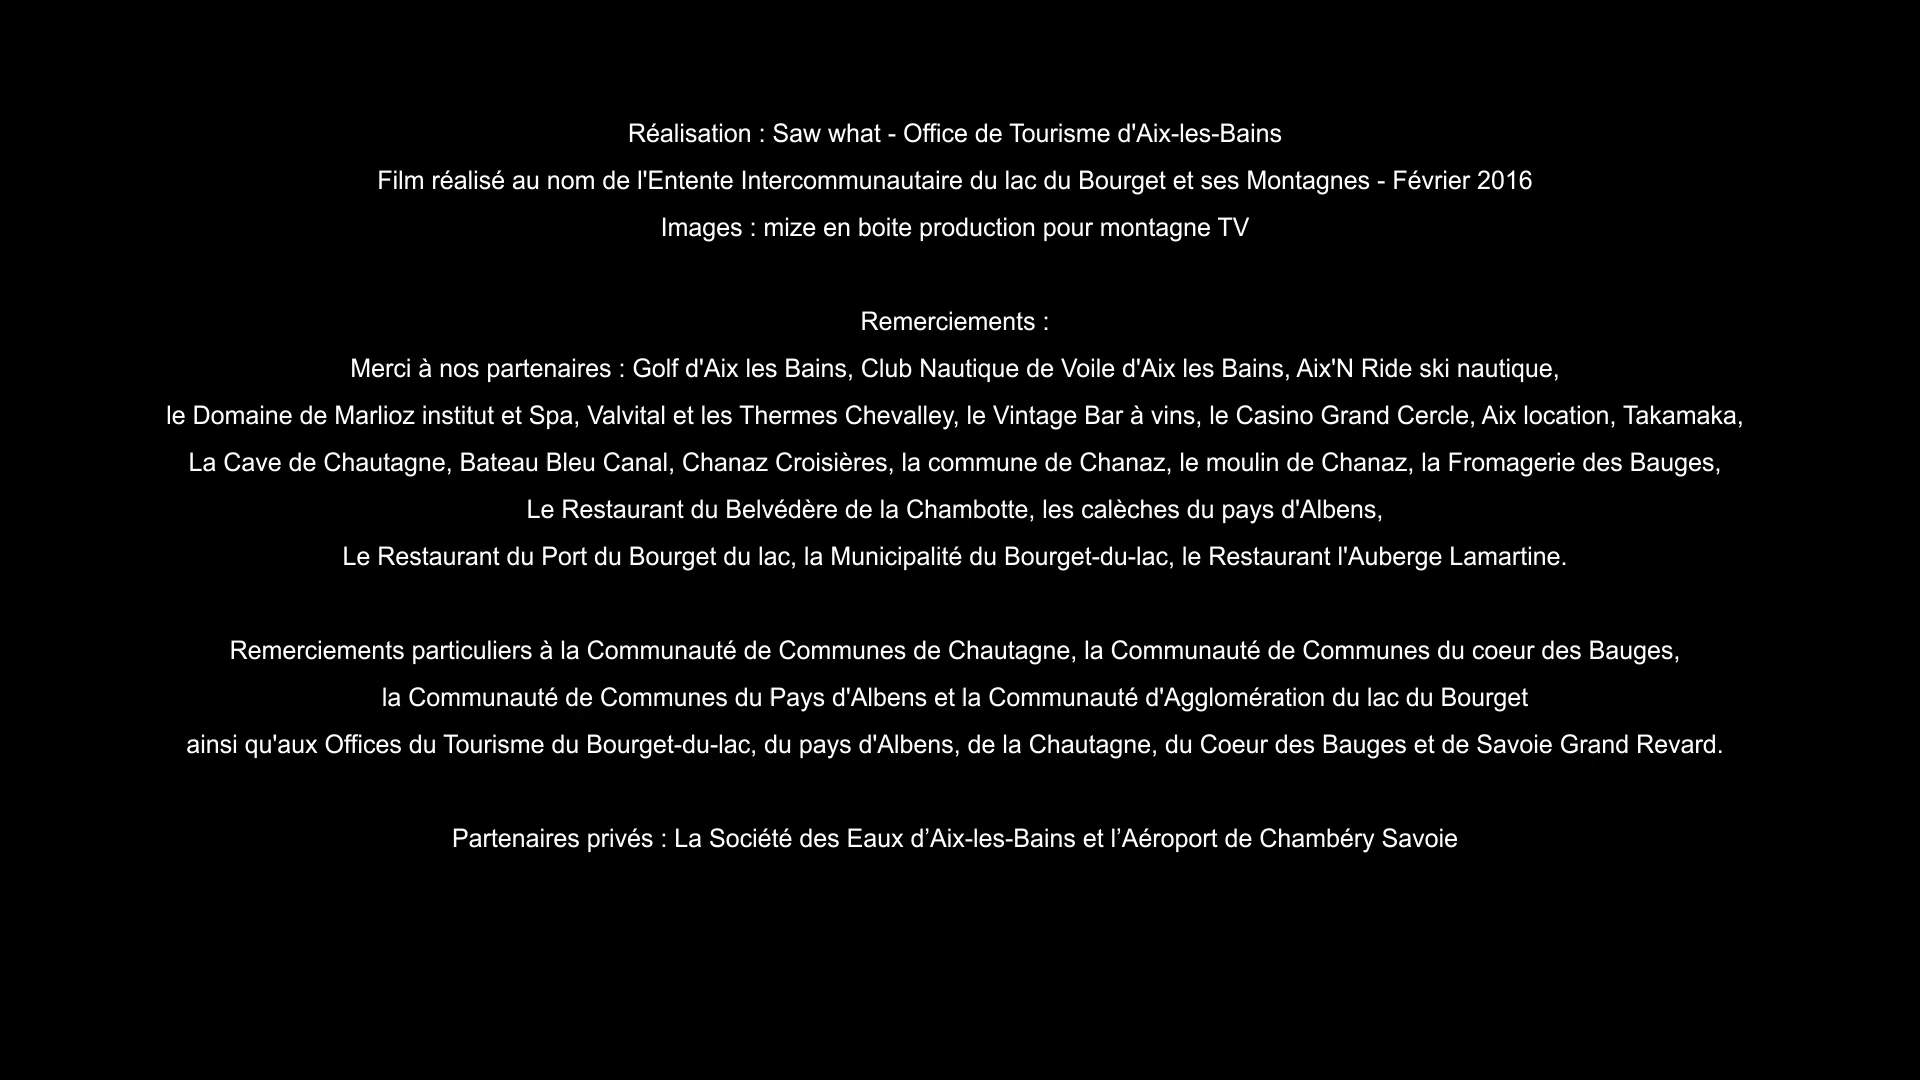 Réalisation : Saw what - Office de Tourisme d'Aix-les-Bains
Film réalisé au nom de l'Entente Intercommunautaire du lac du Bourget et ses Montagnes - Février 2016
Images : mize en boite production pour montagne TV
Remerciements :
Merci à nos partenaires : Golf d'Aix les Bains, Club Nautique de Voile d'Aix les Bains, Aix'N Ride ski nautique,
le Domaine de Marlioz institut et Spa, Valvital et les Thermes Chevalley, le Vintage Bar à vins, le Casino Grand Cercle, Aix location, Takamaka,
La Cave de Chautagne, Bateau Bleu Canal, Chanaz Croisières, la commune de Chanaz, le moulin de Chanaz, la Fromagerie des Bauges,
Le Restaurant du Belvédère de la Chambotte, les calèches du pays d'Albens,
Le Restaurant du Port du Bourget du lac, la Municipalité du Bourget-du-lac, le Restaurant l'Auberge Lamartine.
Remerciements particuliers à la Communauté de Communes de Chautagne, la Communauté de Communes du coeur des Bauges,
la Communauté de Communes du Pays d'Albens et la Communauté d'Agglomération du lac du Bourget
ainsi qu'aux Offices du Tourisme du Bourget-du-lac, du pays d'Albens, de la Chautagne, du Coeur des Bauges et de Savoie Grand Revard.
Partenaires privés : La Société des Eaux d’Aix-les-Bains et l’Aéroport de Chambéry Savoie